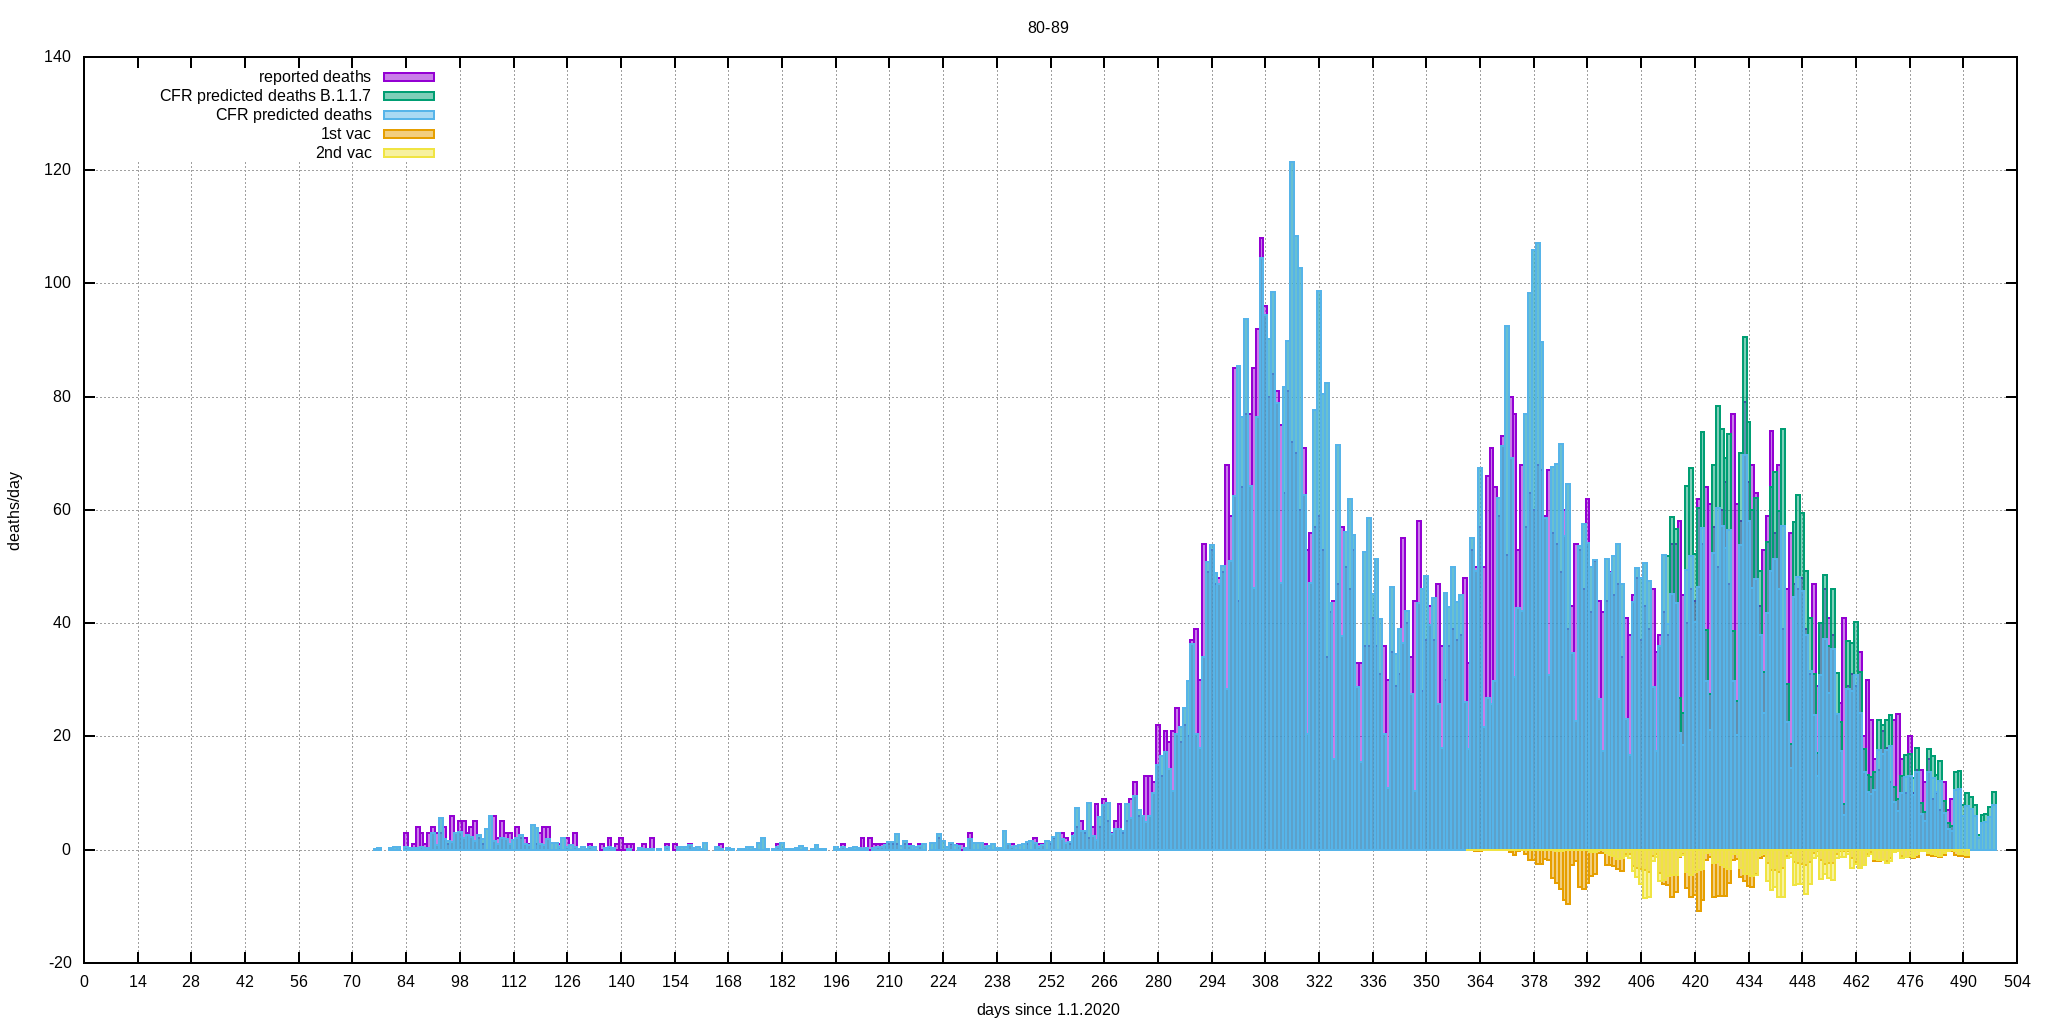 80-89
140
120
100
80
60
40
20
0
-20
deaths/day
reported deaths
CFR predicted deaths B.1.1.7
CFR predicted deaths
1st vac
2nd vac
0 14 28 42 56 70 84 98 112 126 140 154 168 182 196 210 224 238 252 266 280 294 308 322 336 350 364 378 392 406 420 434 448 462 476 490 504
days since 1.1.2020